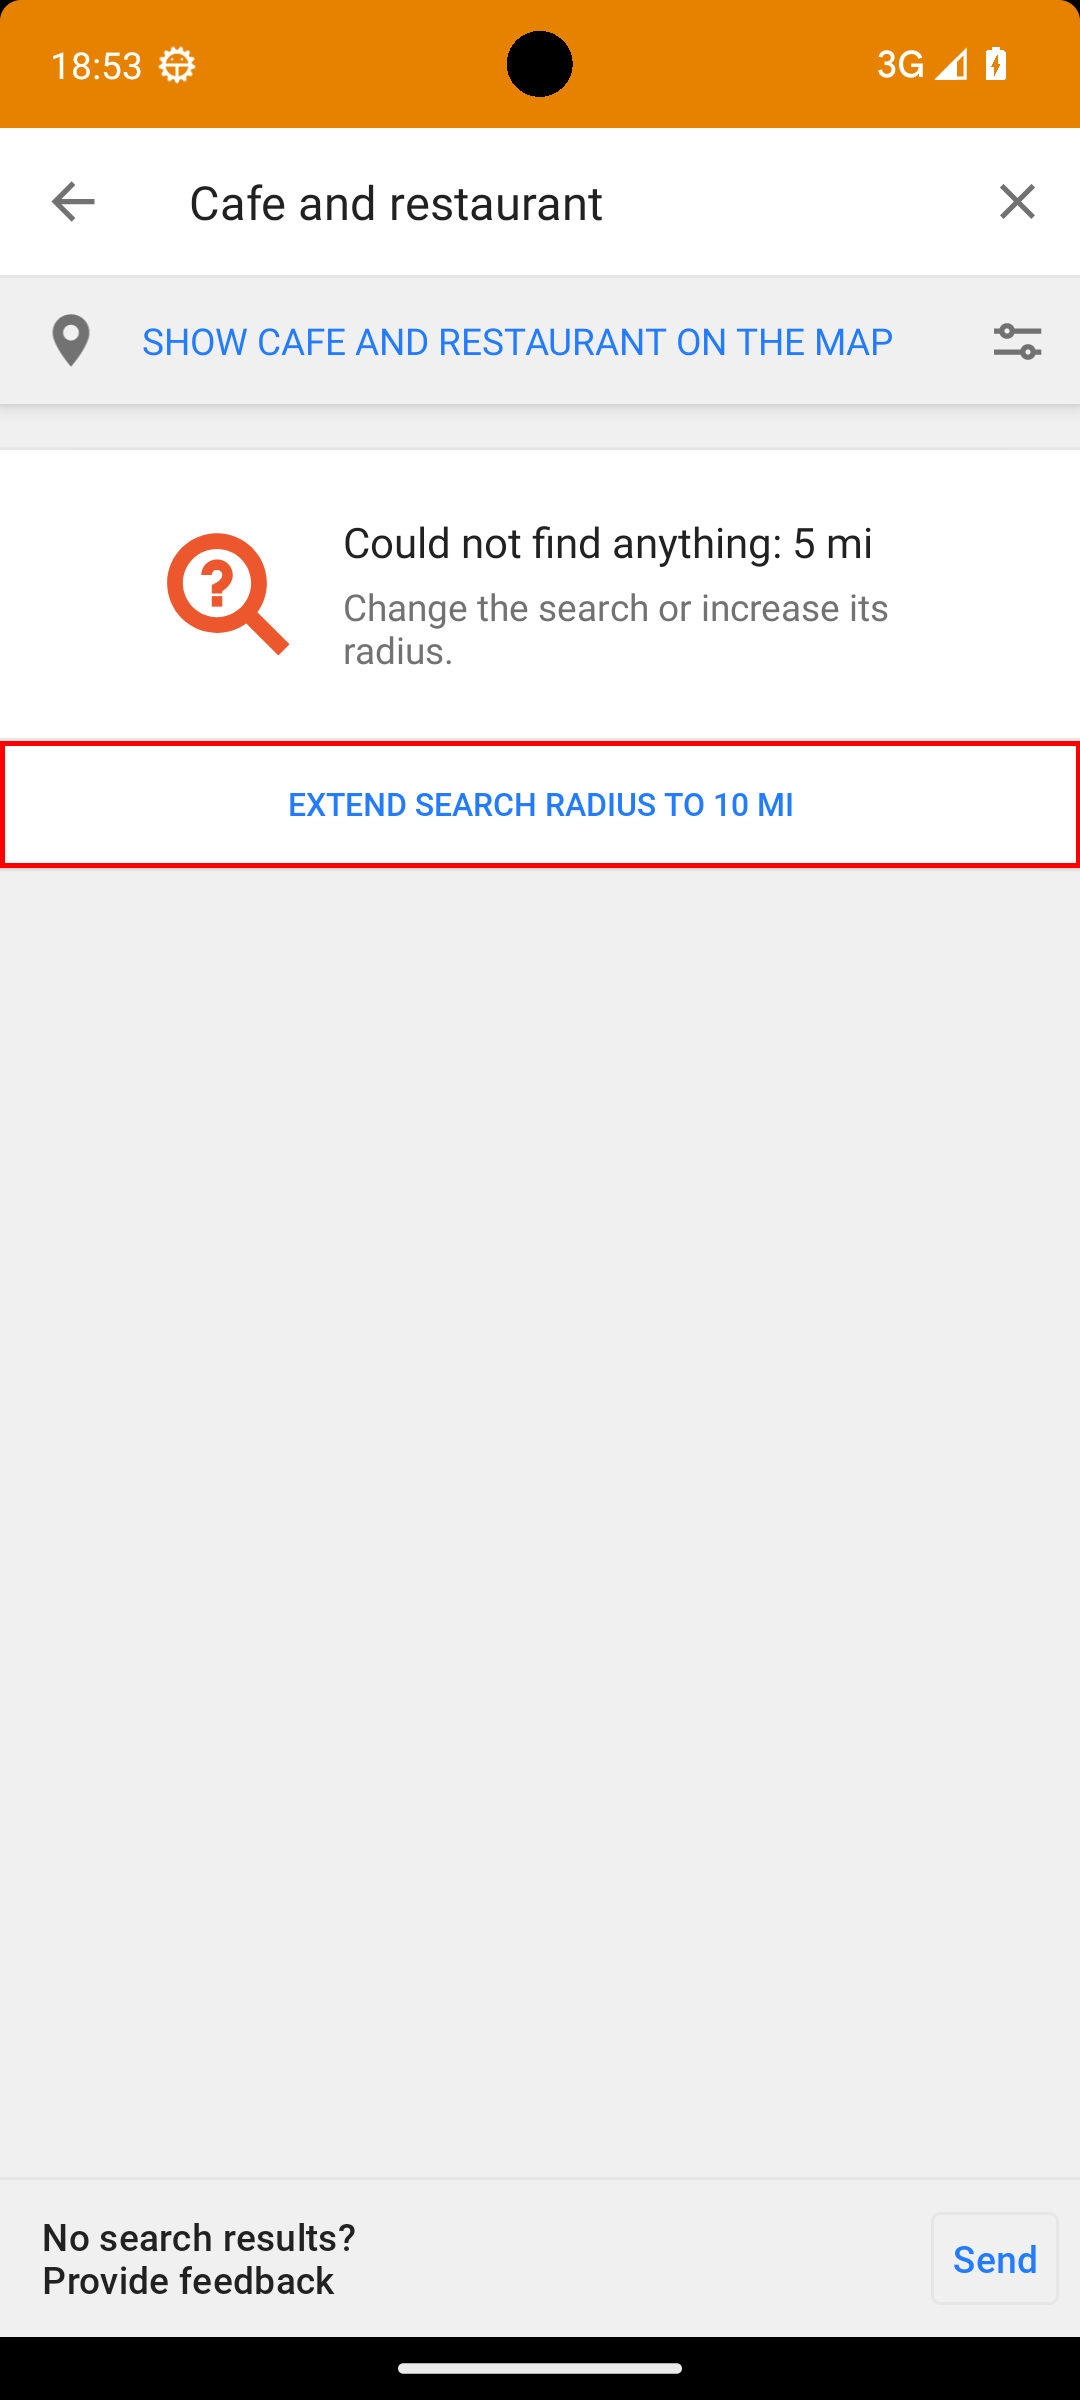 18:53
3G
Cafe and restaurant
SHOW CAFE AND RESTAURANT ON THE MAP
Could not find anything: 5 mi
Change the search or increase its
radius.
EXTEND SEARCH RADIUS TO 10 MI
No search results?
Provide feedback
Send